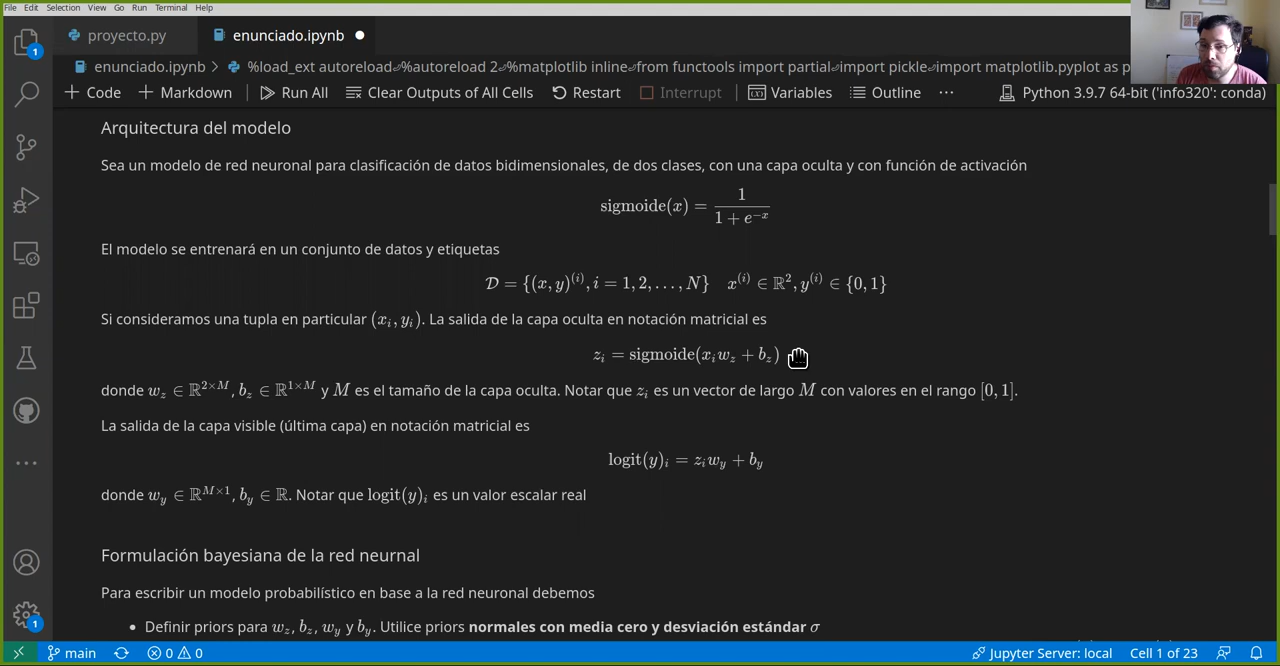 File Edit Selection View Go Run Terminal Help
proyecto.py enunciado.ipynb
enunciado.ipynb > %load_ext autoreload⏎%autoreload 2⏎%matplotlib inline⏎from functools import partial⏎import pickle⏎import matplotlib.pyplot as p
+ Code + Markdown Run All Clear Outputs of All Cells Restart Interrupt Variables Outline ··· Python 3.9.7 64-bit ('info320': conda)
Arquitectura del modelo
Sea un modelo de red neuronal para clasificación de datos bidimensionales, de dos clases, con una capa oculta y con función de activación
sigmoide(x) = 1 / (1 + e^{-x})
El modelo se entrenará en un conjunto de datos y etiquetas
𝒟 = {(x, y)^{(i)}, i = 1, 2, …, N} x^{(i)} ∈ ℝ², y^{(i)} ∈ {0, 1}
Si consideramos una tupla en particular (x_i, y_i). La salida de la capa oculta en notación matricial es
z_i = sigmoide(x_i w_z + b_z)
donde w_z ∈ ℝ^{2×M}, b_z ∈ ℝ^{1×M} y M es el tamaño de la capa oculta. Notar que z_i es un vector de largo M con valores en el rango [0, 1].
La salida de la capa visible (última capa) en notación matricial es
logit(y)_i = z_i w_y + b_y
donde w_y ∈ ℝ^{M×1}, b_y ∈ ℝ. Notar que logit(y)_i es un valor escalar real
Formulación bayesiana de la red neurnal
Para escribir un modelo probabilístico en base a la red neuronal debemos
• Definir priors para w_z, b_z, w_y y b_y. Utilice priors normales con media cero y desviación estándar σ
1
1
main 0 0 Jupyter Server: local Cell 1 of 23